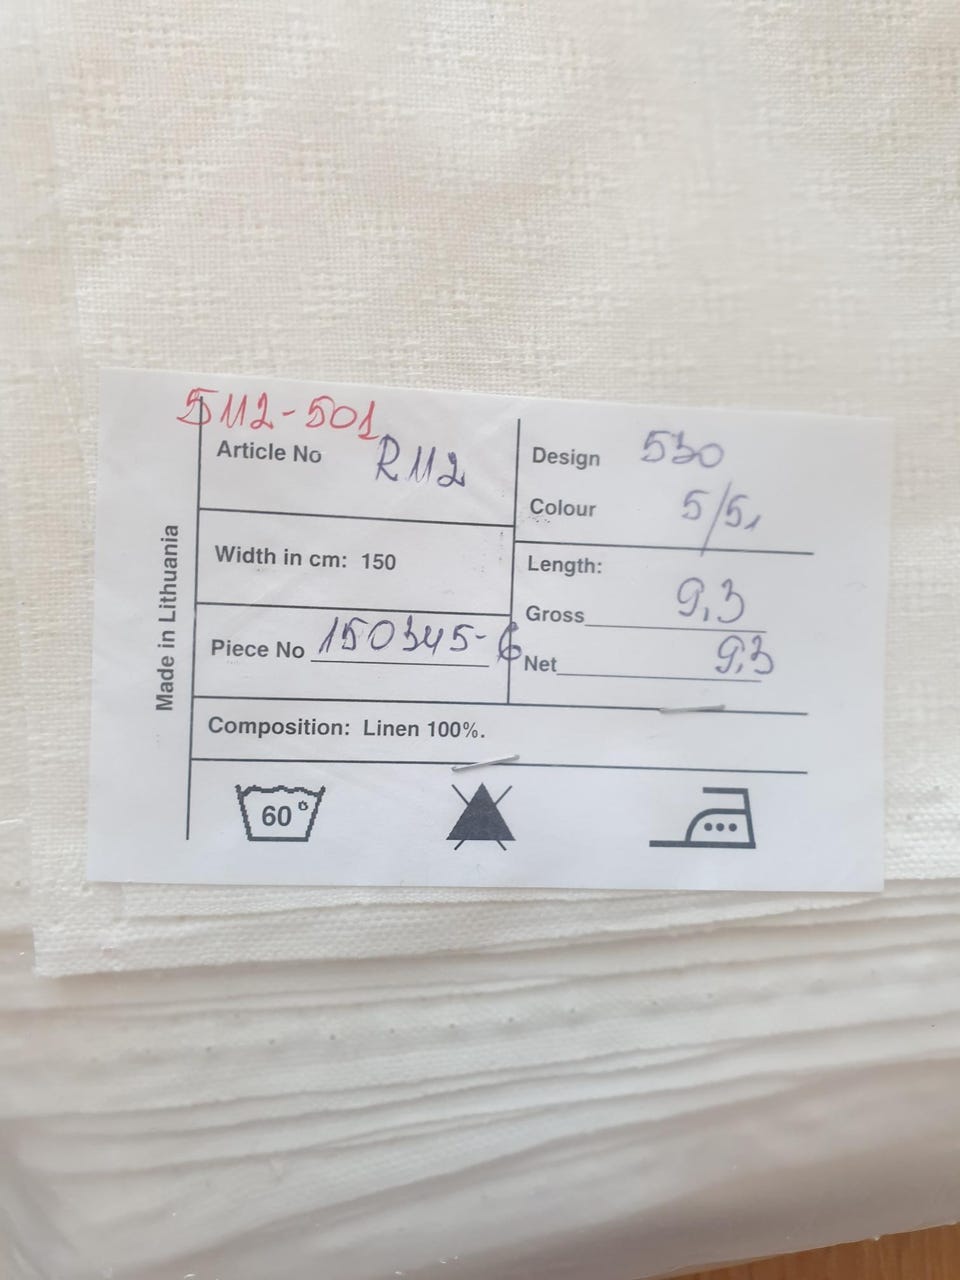 5112-501
Article No R112
Width in cm: 150
Piece No 150345-6
Made in Lithuania
Design 530
Colour 5/51
Length:
Gross 9,3
Net 9,3
Composition: Linen 100%.
60°